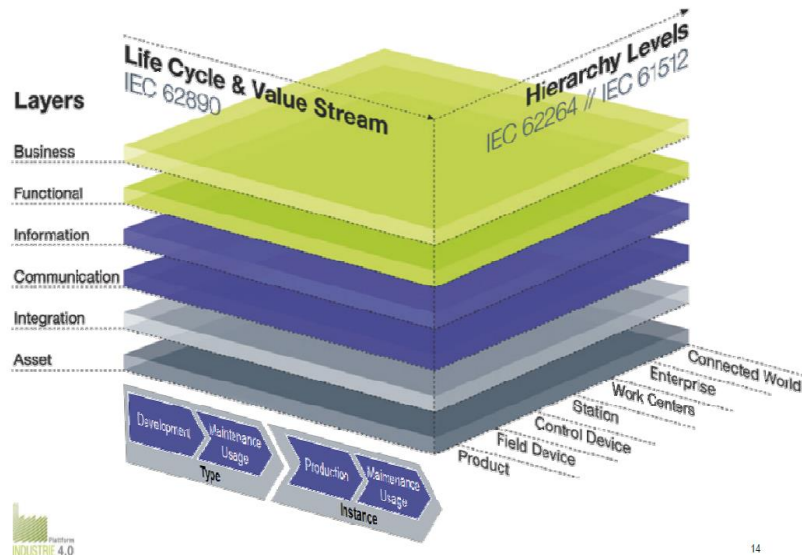 Life Cycle & Value Stream
IEC 62890
Hierarchy Levels
IEC 62264 // IEC 61512
Layers
Business
Functional
Information
Communication
Integration
Asset
Development
Maintenance
Usage
Type
Production
Maintenance
Usage
Instance
Connected World
Enterprise
Work Centers
Station
Control Device
Field Device
Product
Plattform
INDUSTRIE 4.0
14